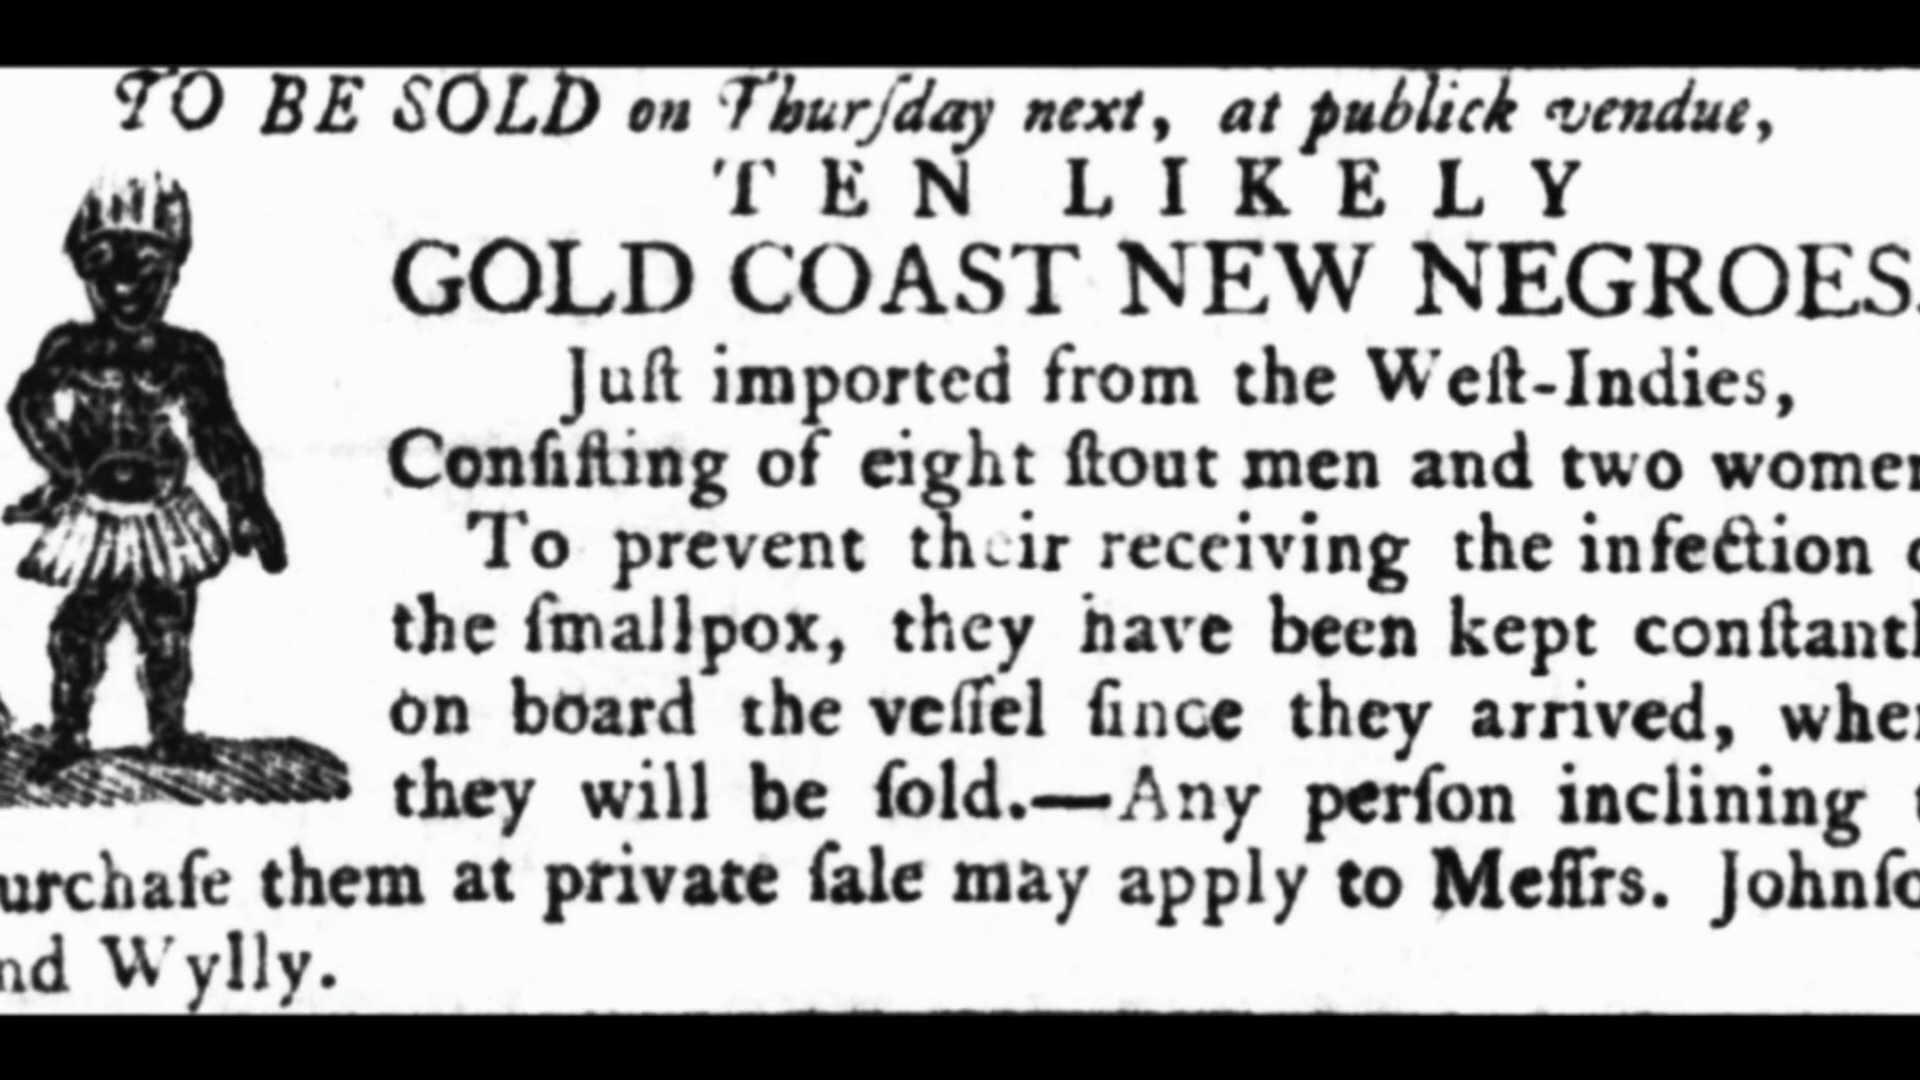 TO BE SOLD on Thurſday next, at publick vendue,
TEN LIKELY
GOLD COAST NEW NEGROES.
Juſt imported from the Weſt-Indies,
Conſiſting of eight ſtout men and two women
To prevent their receiving the infection o
the ſmallpox, they have been kept conſtantl
on board the veſſel ſince they arrived, wher
they will be ſold.—Any perſon inclining t
urchaſe them at private ſale may apply to Meſſrs. Johnſo
nd Wylly.